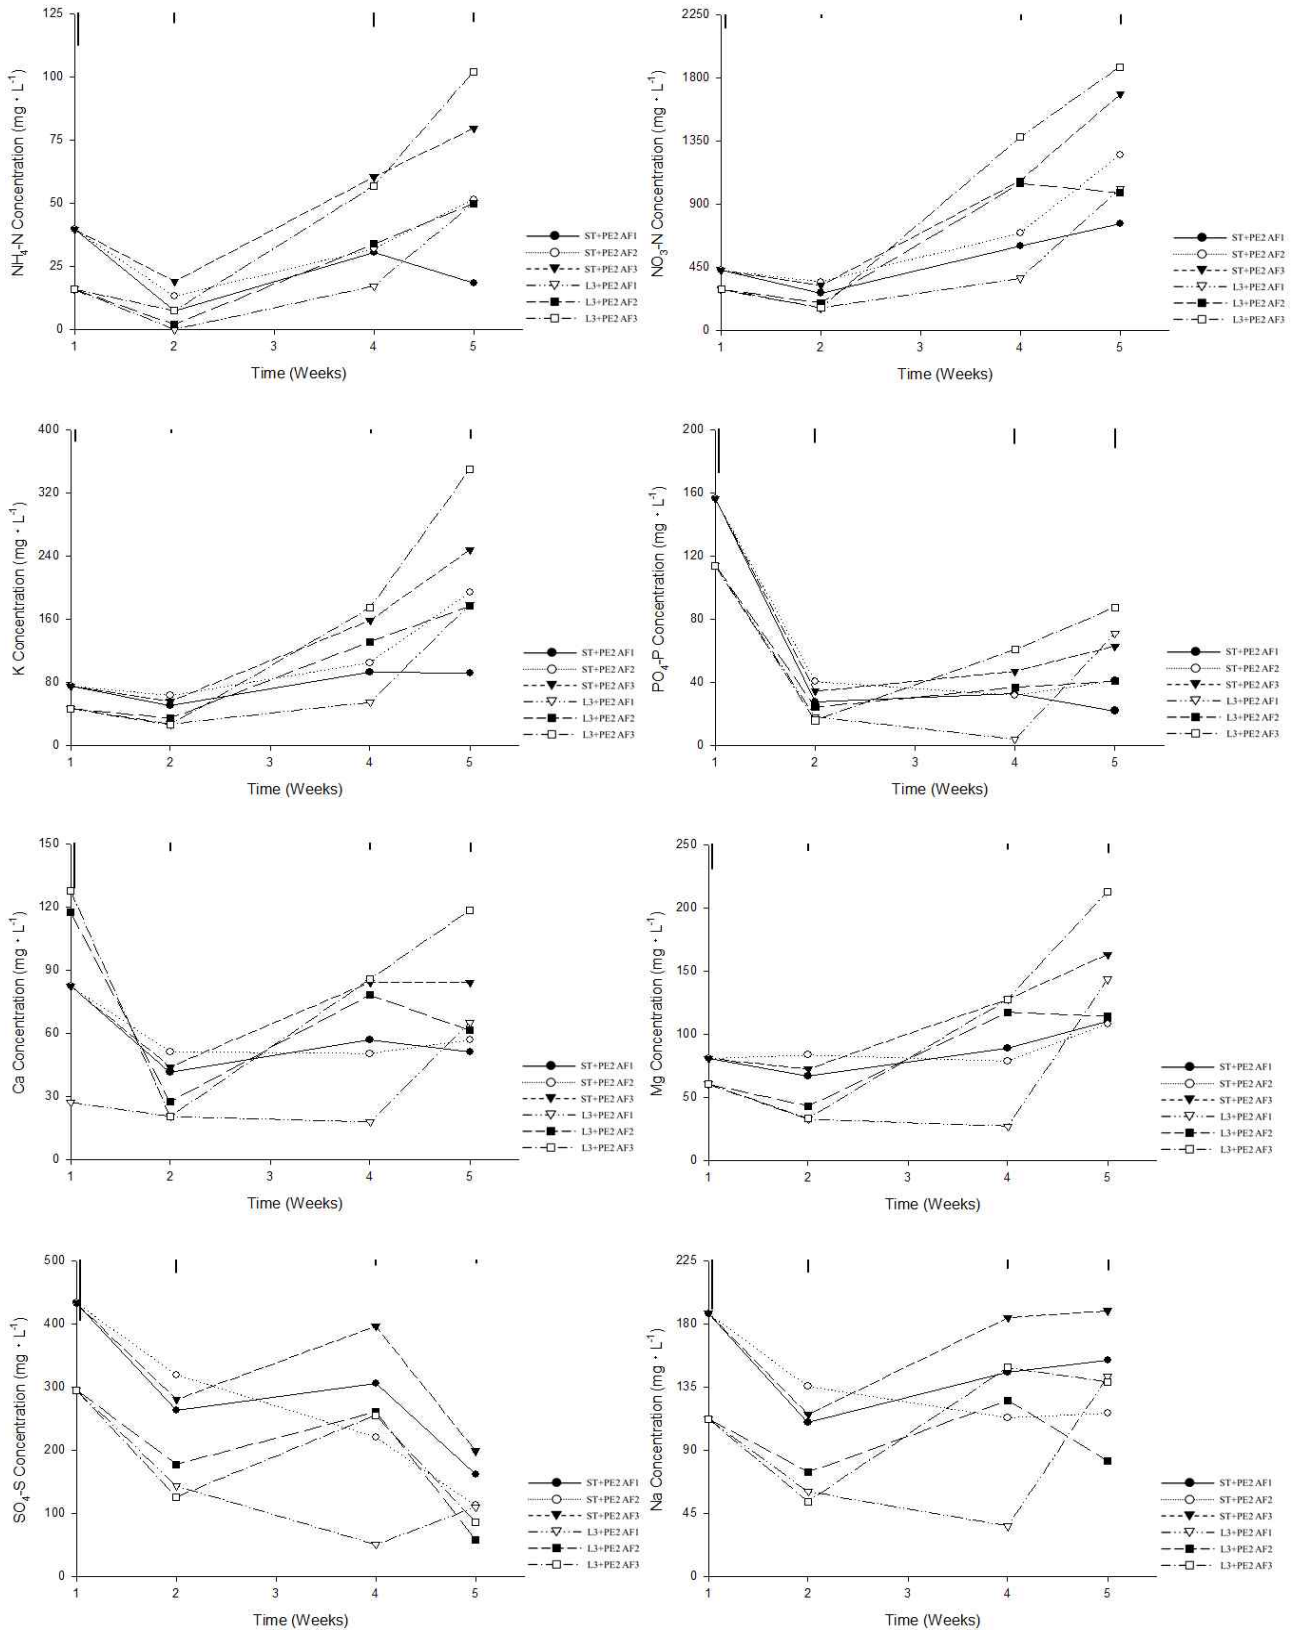 NH4-N Concentration (mg · L-1)
125
100
75
50
25
0
1 2 3 4 5
Time (Weeks)
ST+PE2 AF1
ST+PE2 AF2
ST+PE2 AF3
L3+PE2 AF1
L3+PE2 AF2
L3+PE2 AF3
NO3-N Concentration (mg · L-1)
2250
1800
1350
900
450
0
1 2 3 4 5
Time (Weeks)
ST+PE2 AF1
ST+PE2 AF2
ST+PE2 AF3
L3+PE2 AF1
L3+PE2 AF2
L3+PE2 AF3
K Concentration (mg · L-1)
400
320
240
160
80
0
1 2 3 4 5
Time (Weeks)
ST+PE2 AF1
ST+PE2 AF2
ST+PE2 AF3
L3+PE2 AF1
L3+PE2 AF2
L3+PE2 AF3
PO4-P Concentration (mg · L-1)
200
160
120
80
40
0
1 2 3 4 5
Time (Weeks)
ST+PE2 AF1
ST+PE2 AF2
ST+PE2 AF3
L3+PE2 AF1
L3+PE2 AF2
L3+PE2 AF3
Ca Concentration (mg · L-1)
150
120
90
60
30
0
1 2 3 4 5
Time (Weeks)
ST+PE2 AF1
ST+PE2 AF2
ST+PE2 AF3
L3+PE2 AF1
L3+PE2 AF2
L3+PE2 AF3
Mg Concentration (mg · L-1)
250
200
150
100
50
0
1 2 3 4 5
Time (Weeks)
ST+PE2 AF1
ST+PE2 AF2
ST+PE2 AF3
L3+PE2 AF1
L3+PE2 AF2
L3+PE2 AF3
SO4-S Concentration (mg · L-1)
500
400
300
200
100
0
1 2 3 4 5
Time (Weeks)
ST+PE2 AF1
ST+PE2 AF2
ST+PE2 AF3
L3+PE2 AF1
L3+PE2 AF2
L3+PE2 AF3
Na Concentration (mg · L-1)
225
180
135
90
45
0
1 2 3 4 5
Time (Weeks)
ST+PE2 AF1
ST+PE2 AF2
ST+PE2 AF3
L3+PE2 AF1
L3+PE2 AF2
L3+PE2 AF3